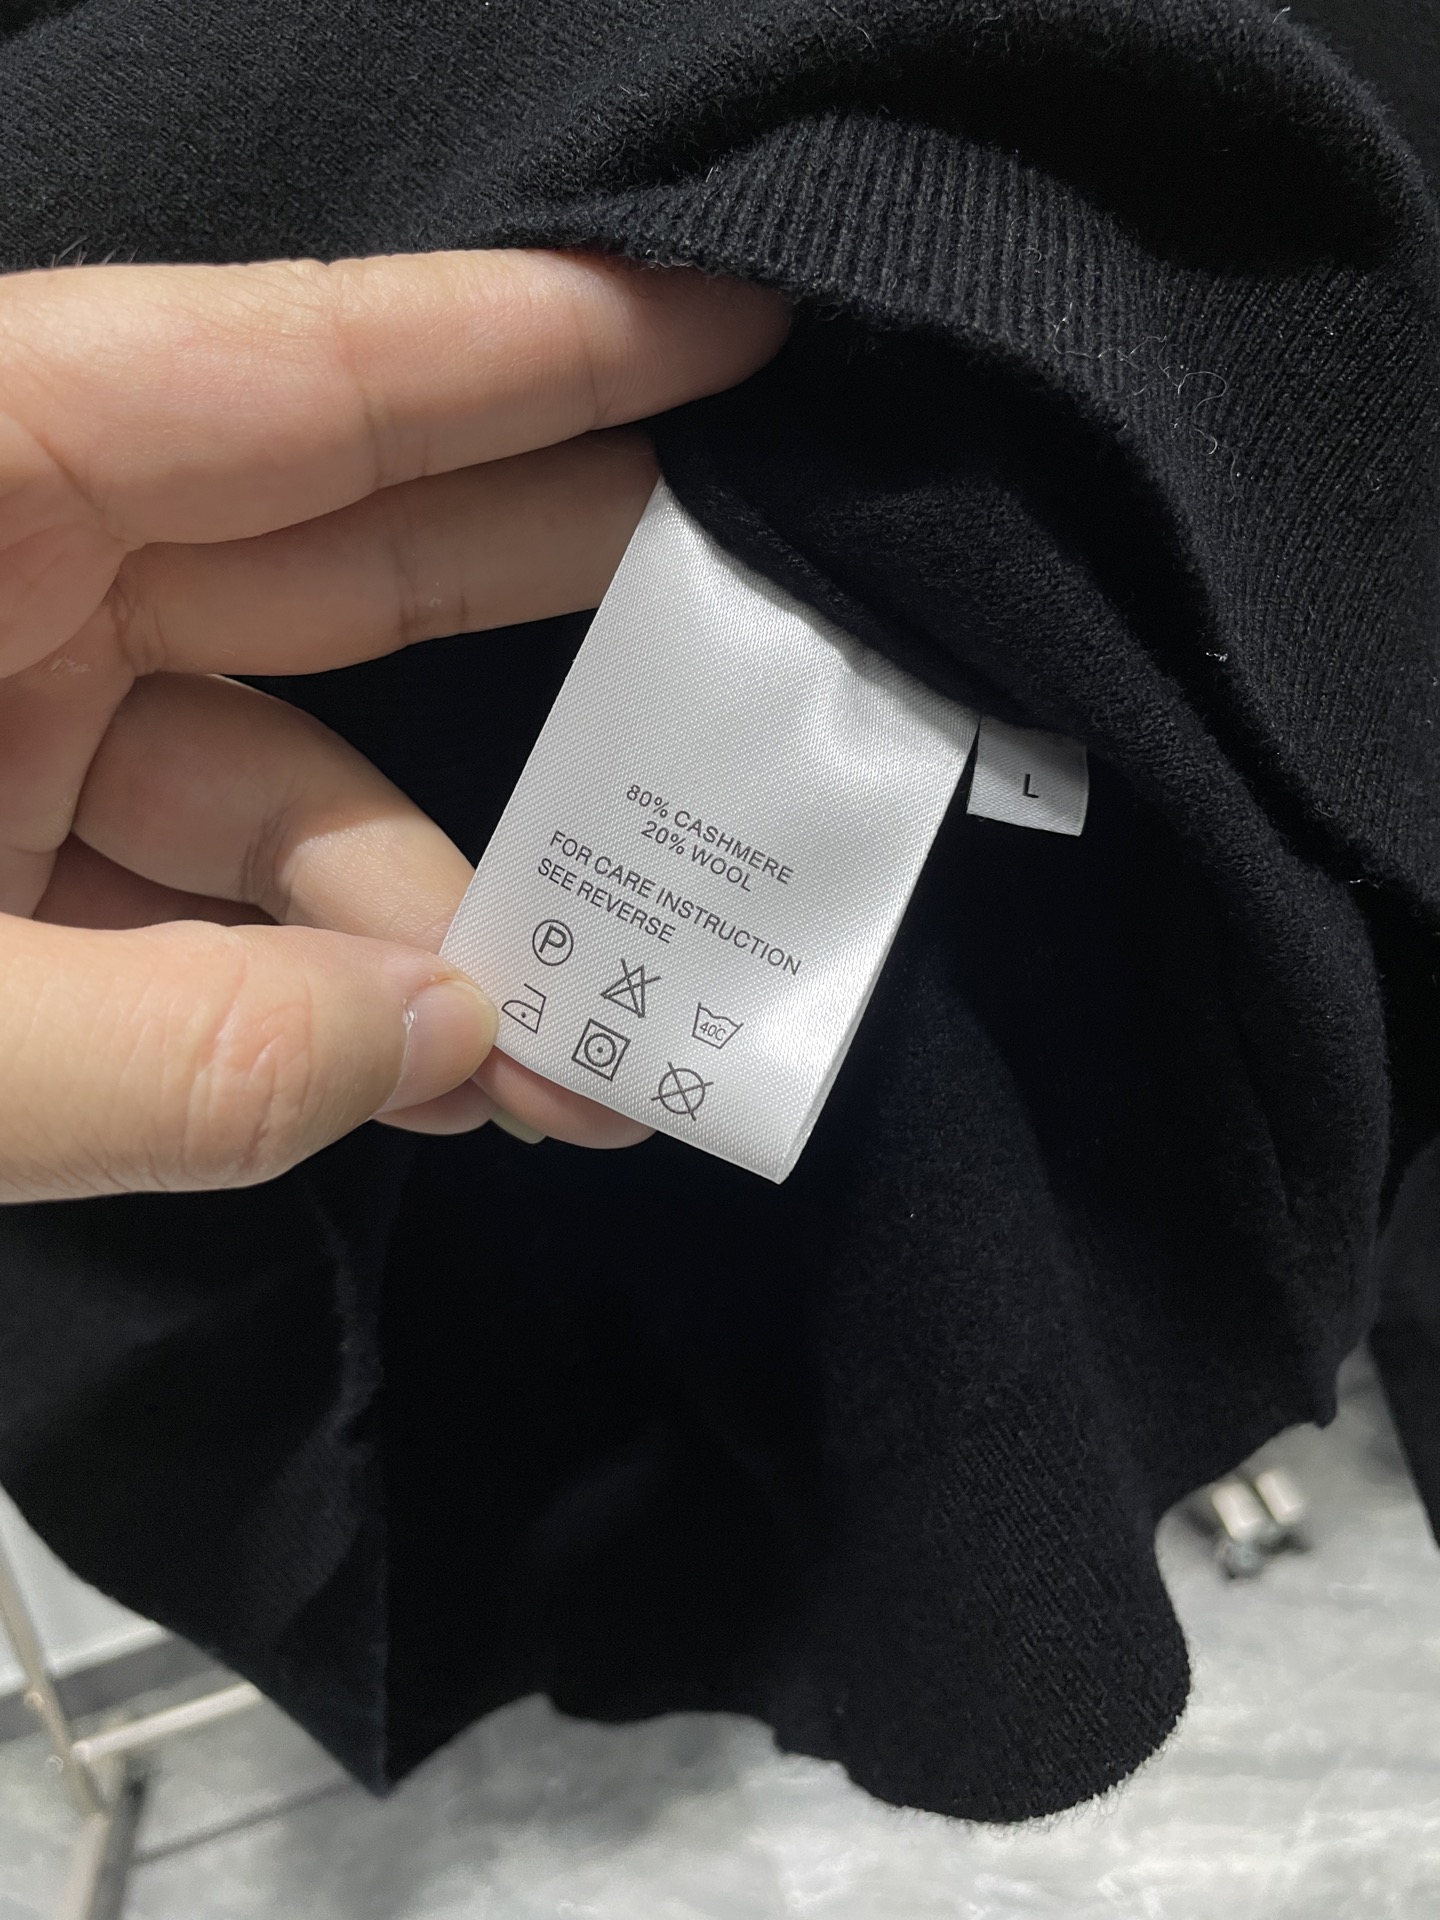 80% CASHMERE
20% WOOL
FOR CARE INSTRUCTION
SEE REVERSE
P
40C
L